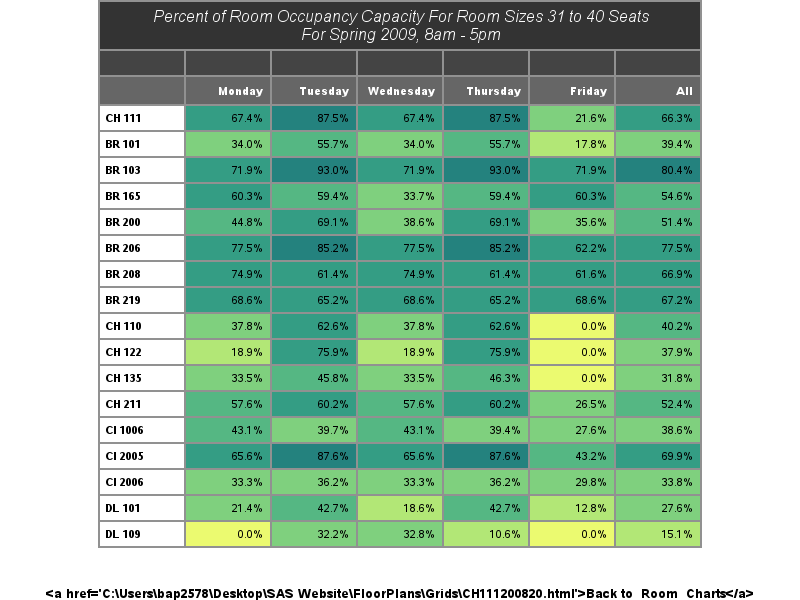 Percent of Room Occupancy Capacity For Room Sizes 31 to 40 Seats
For Spring 2009, 8am - 5pm
Monday Tuesday Wednesday Thursday Friday All
CH 111 67.4% 87.5% 67.4% 87.5% 21.6% 66.3%
BR 101 34.0% 55.7% 34.0% 55.7% 17.8% 39.4%
BR 103 71.9% 93.0% 71.9% 93.0% 71.9% 80.4%
BR 165 60.3% 59.4% 33.7% 59.4% 60.3% 54.6%
BR 200 44.8% 69.1% 38.6% 69.1% 35.6% 51.4%
BR 206 77.5% 85.2% 77.5% 85.2% 62.2% 77.5%
BR 208 74.9% 61.4% 74.9% 61.4% 61.6% 66.9%
BR 219 68.6% 65.2% 68.6% 65.2% 68.6% 67.2%
CH 110 37.8% 62.6% 37.8% 62.6% 0.0% 40.2%
CH 122 18.9% 75.9% 18.9% 75.9% 0.0% 37.9%
CH 135 33.5% 45.8% 33.5% 46.3% 0.0% 31.8%
CH 211 57.6% 60.2% 57.6% 60.2% 26.5% 52.4%
CI 1006 43.1% 39.7% 43.1% 39.4% 27.6% 38.6%
CI 2005 65.6% 87.6% 65.6% 87.6% 43.2% 69.9%
CI 2006 33.3% 36.2% 33.3% 36.2% 29.8% 33.8%
DL 101 21.4% 42.7% 18.6% 42.7% 12.8% 27.6%
DL 109 0.0% 32.2% 32.8% 10.6% 0.0% 15.1%
<a href='C:\Users\bap2578\Desktop\SAS Website\FloorPlans\Grids\CH111200820.html'>Back to Room Charts</a>